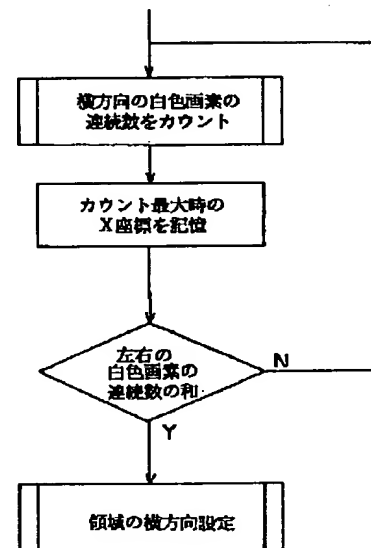 横方向の白色画素の
連続数をカウント
カウント最大時の
X座標を記憶
左右の
白色画素の
連続数の和
N
Y
領域の横方向設定